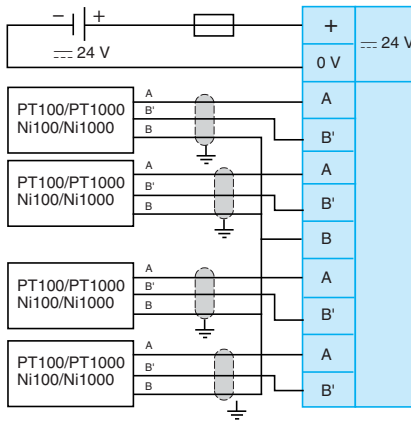 − +
⎓ 24 V
+
0 V
⎓ 24 V
PT100/PT1000
Ni100/Ni1000
A
B'
B
A
B'
PT100/PT1000
Ni100/Ni1000
A
B'
B
A
B'
B
PT100/PT1000
Ni100/Ni1000
A
B'
B
A
B'
PT100/PT1000
Ni100/Ni1000
A
B'
B
A
B'